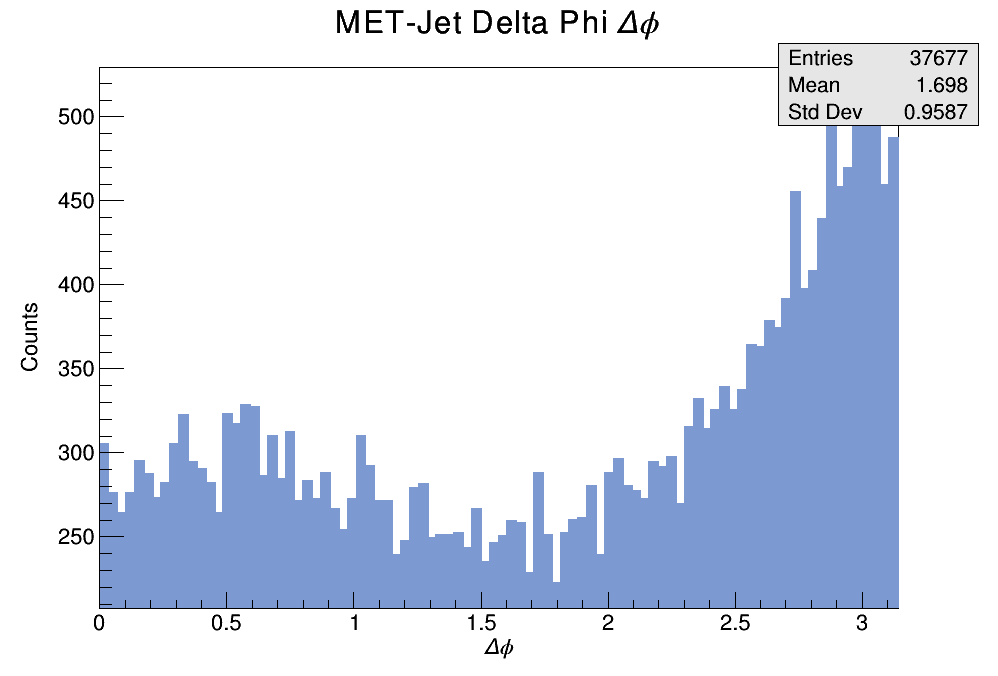 MET-Jet Delta Phi Δϕ
Entries 37677
Mean 1.698
Std Dev 0.9587
500
450
400
350
300
250
Counts
0 0.5 1 1.5 2 2.5 3
Δϕ